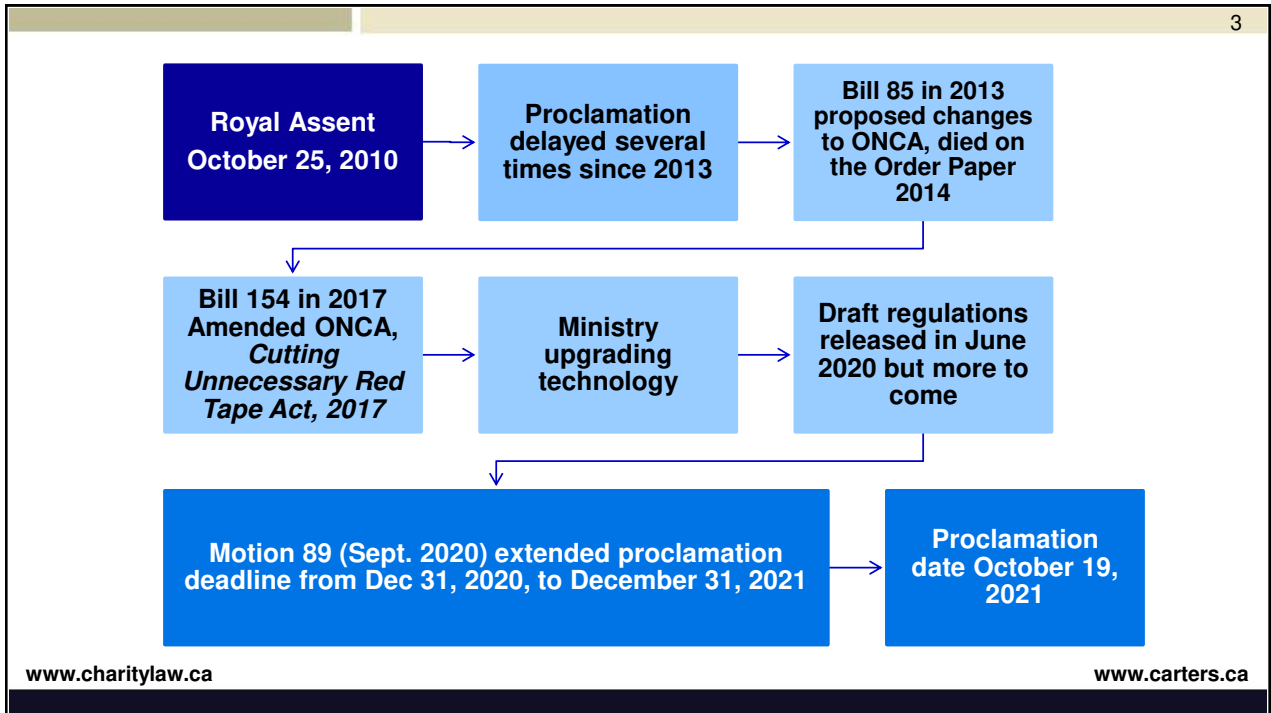 3
Royal Assent
October 25, 2010
Proclamation
delayed several
times since 2013
Bill 85 in 2013
proposed changes
to ONCA, died on
the Order Paper
2014
Bill 154 in 2017
Amended ONCA,
Cutting
Unnecessary Red
Tape Act, 2017
Ministry
upgrading
technology
Draft regulations
released in June
2020 but more to
come
Motion 89 (Sept. 2020) extended proclamation
deadline from Dec 31, 2020, to December 31, 2021
Proclamation
date October 19,
2021
www.charitylaw.ca
www.carters.ca